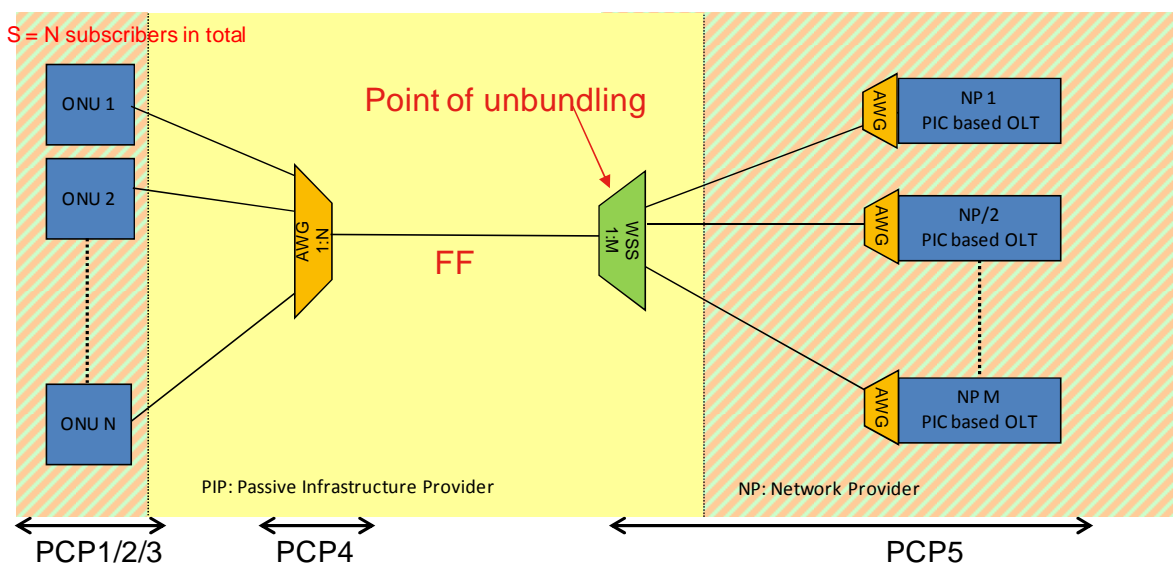 S = N subscribers in total
ONU 1
ONU 2
ONU N
AWG
1:N
FF
Point of unbundling
WSS
1:M
AWG
NP 1
PIC based OLT
AWG
NP/2
PIC based OLT
AWG
NP M
PIC based OLT
PIP: Passive Infrastructure Provider
NP: Network Provider
PCP1/2/3
PCP4
PCP5